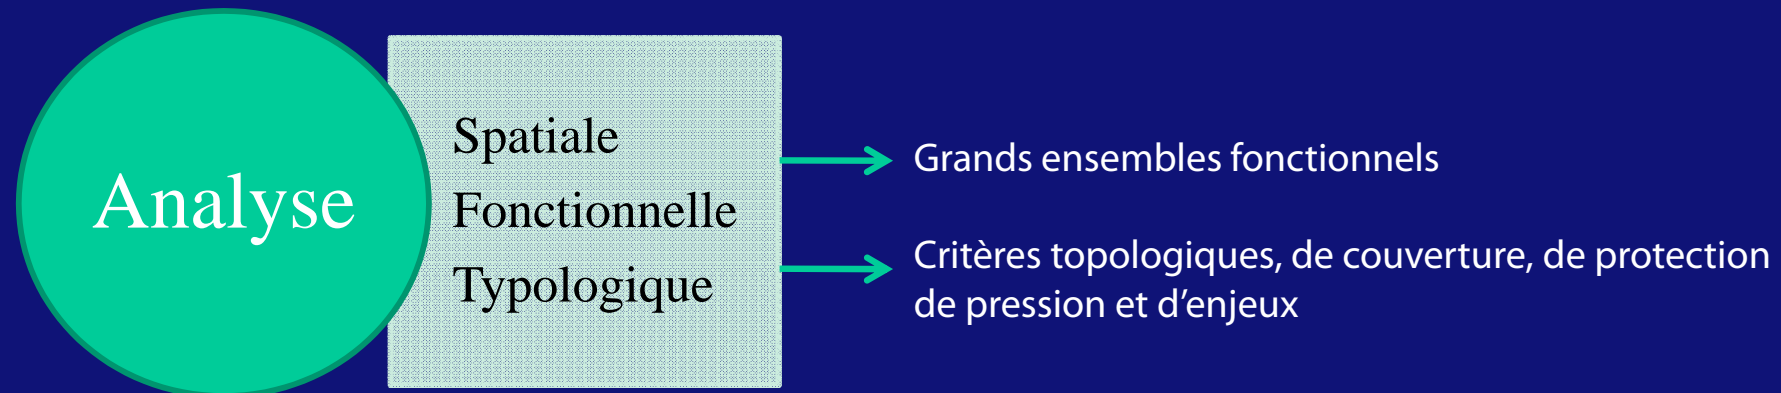 Analyse
Spatiale
Fonctionnelle
Typologique
Grands ensembles fonctionnels
Critères topologiques, de couverture, de protection
de pression et d'enjeux